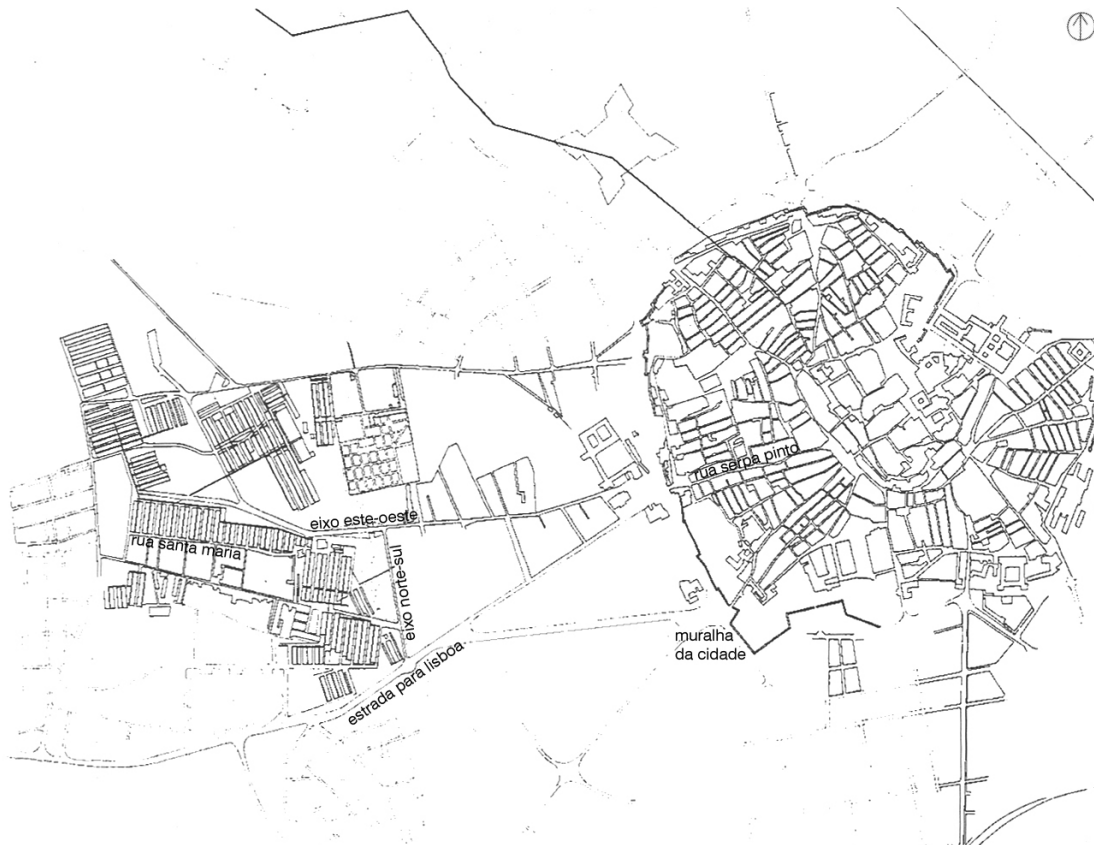 rua serpa pinto
eixo este-oeste
rua santa maria
eixo norte-sul
muralha
da cidade
estrada para lisboa